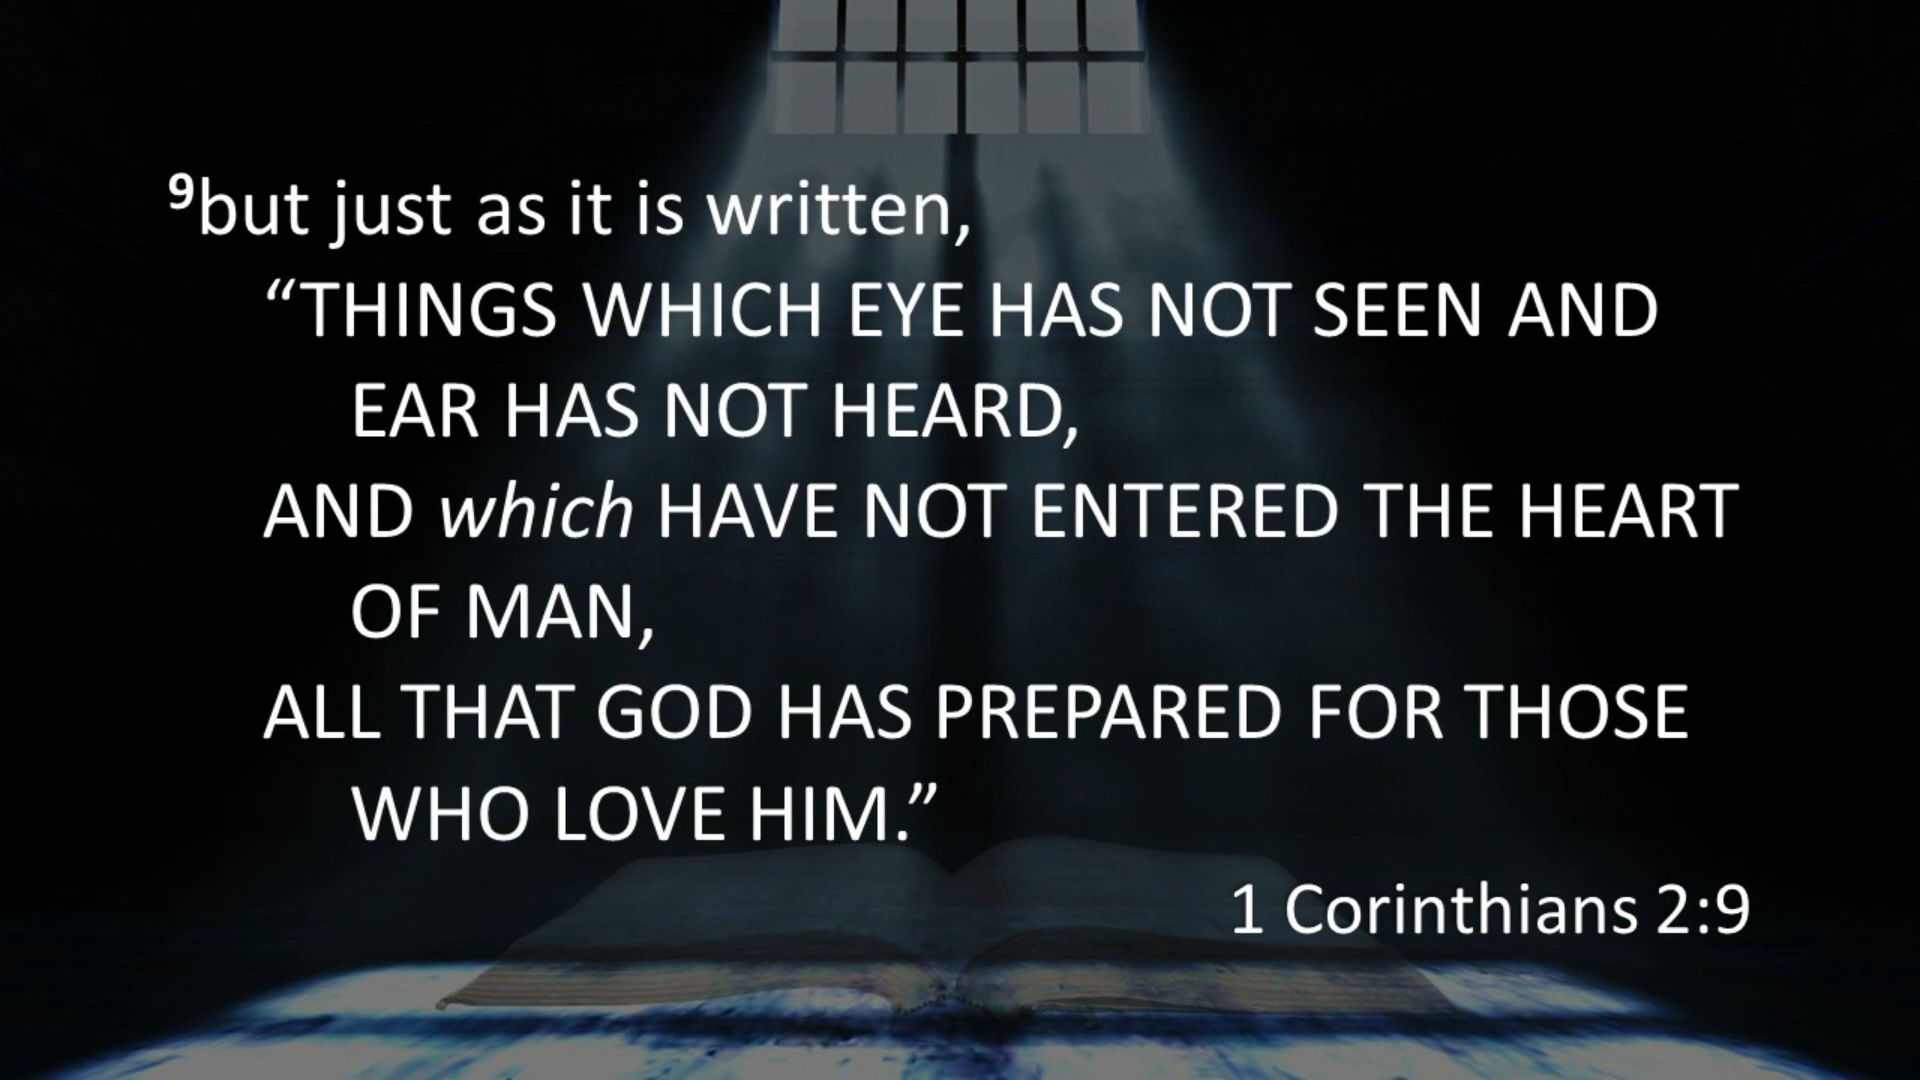 9but just as it is written,
“THINGS WHICH EYE HAS NOT SEEN AND
EAR HAS NOT HEARD,
AND which HAVE NOT ENTERED THE HEART
OF MAN,
ALL THAT GOD HAS PREPARED FOR THOSE
WHO LOVE HIM.”
1 Corinthians 2:9